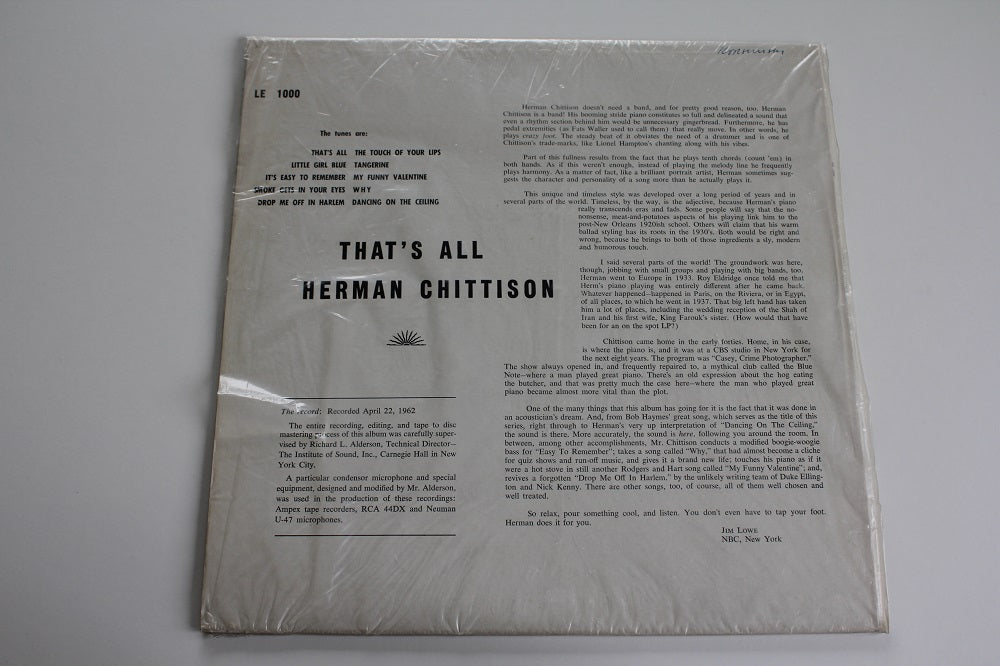 LE 1000
The tunes are:
THAT'S ALL THE TOUCH OF YOUR LIPS
LITTLE GIRL BLUE TANGERINE
IT'S EASY TO REMEMBER MY FUNNY VALENTINE
SMOKE GETS IN YOUR EYES WHY
DROP ME OFF IN HARLEM DANCING ON THE CEILING
THAT'S ALL
HERMAN CHITTISON
The record: Recorded April 22, 1962
The entire recording, editing, and tape to disc
mastering process of this album was carefully super-
vised by Richard L. Alderson, Technical Director—
The Institute of Sound, Inc., Carnegie Hall in New
York City.
A particular condensor microphone and special
equipment, designed and modified by Mr. Alderson,
was used in the production of these recordings:
Ampex tape recorders, RCA 44DX and Neuman
U-47 microphones.
Herman Chittison doesn't need a band, and for pretty good reason, too. Herman
Chittison is a band! His booming stride piano constitutes so full and delineated a sound that
even a rhythm section behind him would be unnecessary gingerbread. Furthermore, he has
pedal extremities (as Fats Waller used to call them) that really move. In other words, he
plays crazy foot. The steady beat of it obviates the need of a drummer and is one of
Chittison's trade-marks, like Lionel Hampton's chanting along with his vibes.
Part of this fullness results from the fact that he plays tenth chords (count 'em) in
both hands. As if this weren't enough, instead of playing the melody line he frequently
plays harmony. As a matter of fact, like a brilliant portrait artist, Herman sometimes sug-
gests the character and personality of a song more than he actually plays it.
This unique and timeless style was developed over a long period of years and in
several parts of the world. Timeless, by the way, is the adjective, because Herman's piano
really transcends eras and fads. Some people will say that the no-
nonsense, meat-and-potatoes aspects of his playing link him to the
post-New Orleans 1920ish school. Others will claim that his warm
ballad styling has its roots in the 1930's. Both would be right and
wrong, because he brings to both of those ingredients a sly, modern
and humorous touch.
I said several parts of the world! The groundwork was here,
though, jobbing with small groups and playing with big bands, too.
Herman went to Europe in 1933. Roy Eldridge once told me that
Herm's piano playing was entirely different after he came back.
Whatever happened—happened in Paris, on the Riviera, or in Egypt,
of all places, to which he went in 1937. That big left hand has taken
him a lot of places, including the wedding reception of the Shah of
Iran and his first wife, King Farouk's sister. (How would that have
been for an on the spot LP?)
Chittison came home in the early forties. Home, in his case,
is where the piano is, and it was at a CBS studio in New York for
the next eight years. The program was "Casey, Crime Photographer."
The show always opened in, and frequently repaired to, a mythical club called the Blue
Note—where a man played great piano. There's an old expression about the hog eating
the butcher, and that was pretty much the case here—where the man who played great
piano became almost more vital than the plot.
One of the many things that this album has going for it is the fact that it was done in
an acoustician's dream. And, from Bob Haymes' great song, which serves as the title of this
series, right through to Herman's very up interpretation of "Dancing On The Ceiling,"
the sound is there. More accurately, the sound is here, following you around the room. In
between, among other accomplishments, Mr. Chittison conducts a modified boogie-woogie
bass for "Easy To Remember"; takes a song called "Why," that had almost become a cliche
for quiz shows and run-off music, and gives it a brand new life; touches his piano as if it
were a hot stove in still another Rodgers and Hart song called "My Funny Valentine"; and,
revives a forgotten "Drop Me Off In Harlem," by the unlikely writing team of Duke Elling-
ton and Nick Kenny. There are other songs, too, of course, all of them well chosen and
well treated.
So relax, pour something cool, and listen. You don't even have to tap your foot.
Herman does it for you.
JIM LOWE
NBC, New York